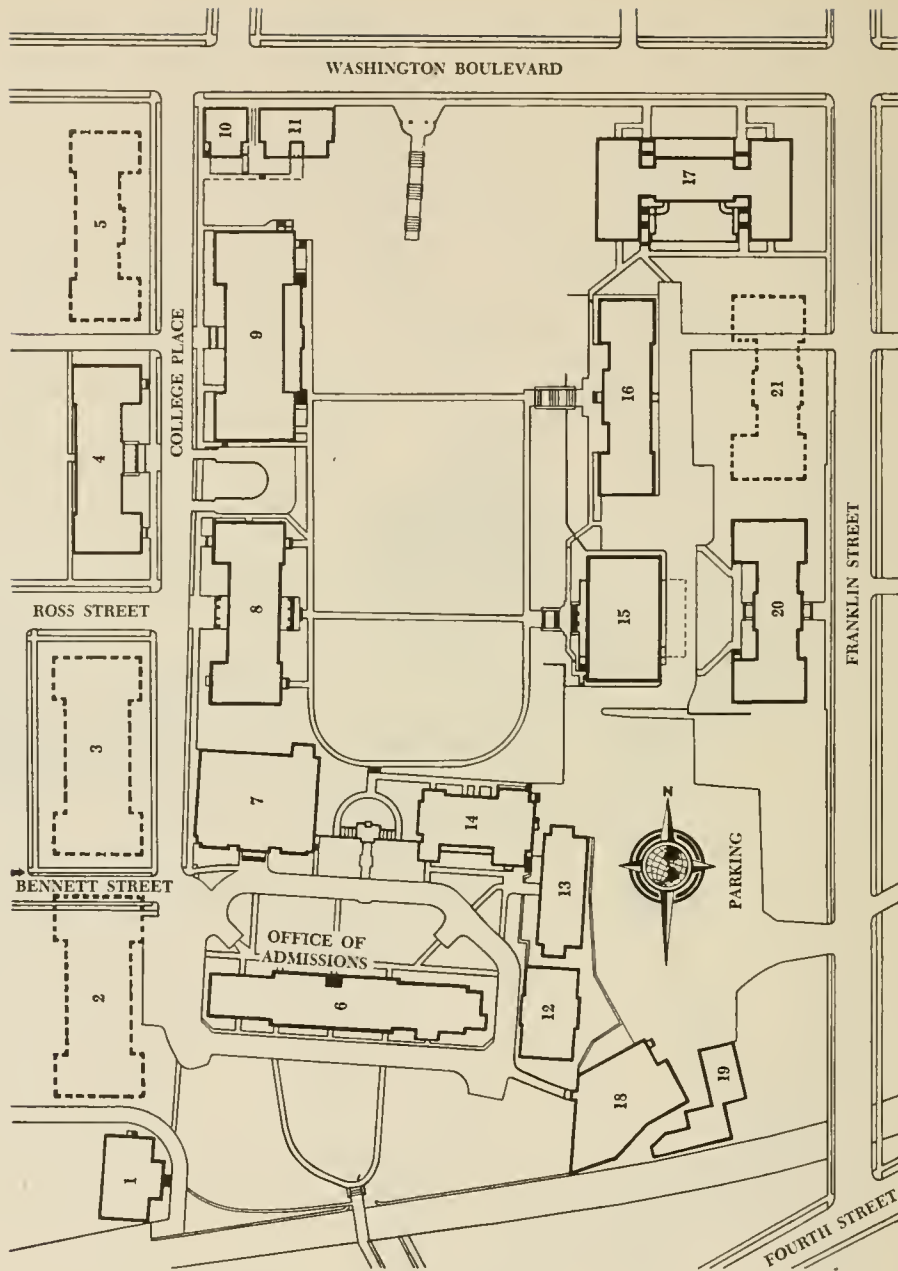 WASHINGTON BOULEVARD
10
11
17
5
COLLEGE PLACE
9
4
16
21
ROSS STREET
8
15
20
FRANKLIN STREET
3
7
14
13
N
PARKING
BENNETT STREET
OFFICE OF
ADMISSIONS
2
6
12
18
19
1
FOURTH STREET